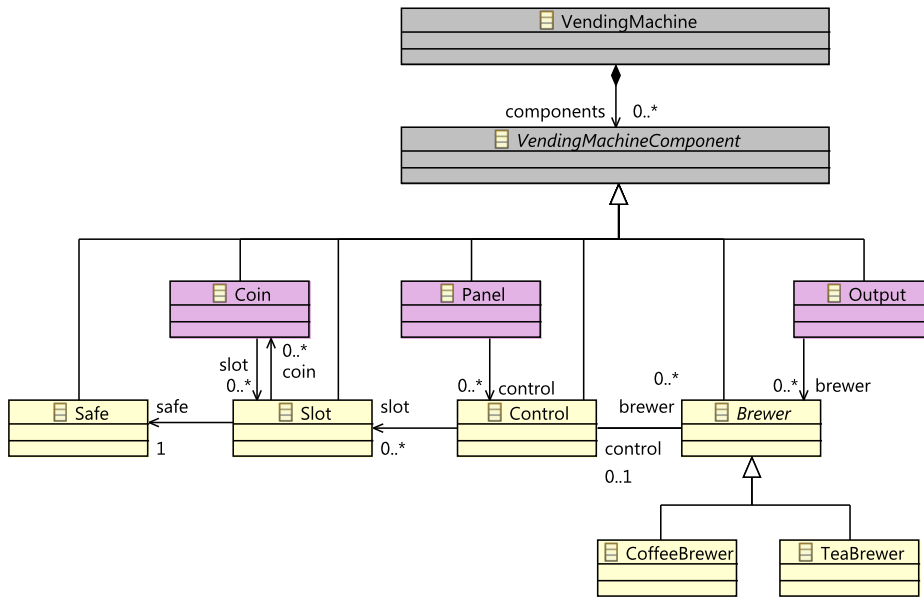 VendingMachine
components 0..*
VendingMachineComponent
Coin
Panel
Output
slot
0..*
0..*
coin
0..* control
0..*
0..* brewer
Safe
safe
1
Slot
slot
0..*
Control
brewer
control
0..1
Brewer
CoffeeBrewer
TeaBrewer